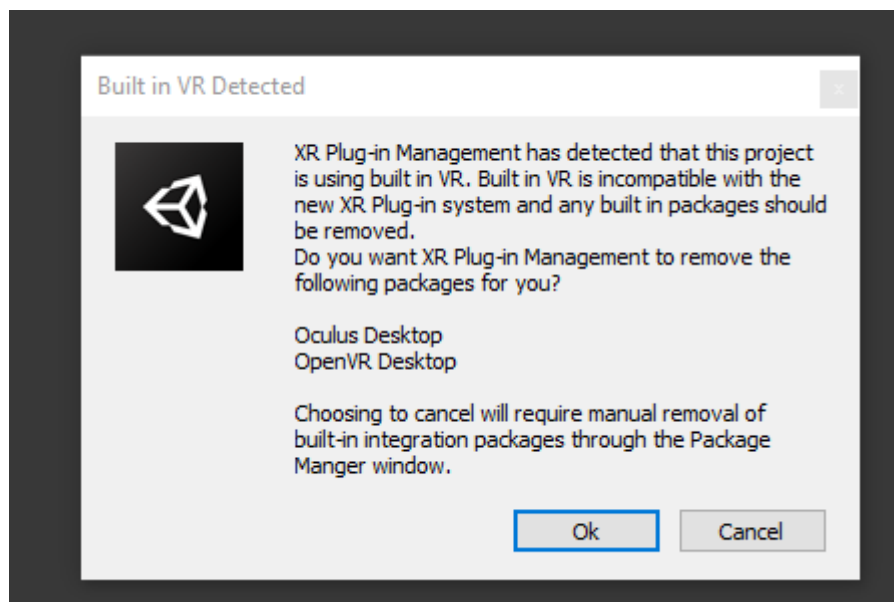 Built in VR Detected
x
XR Plug-in Management has detected that this project
is using built in VR. Built in VR is incompatible with the
new XR Plug-in system and any built in packages should
be removed.
Do you want XR Plug-in Management to remove the
following packages for you?
Oculus Desktop
OpenVR Desktop
Choosing to cancel will require manual removal of
built-in integration packages through the Package
Manger window.
Ok
Cancel